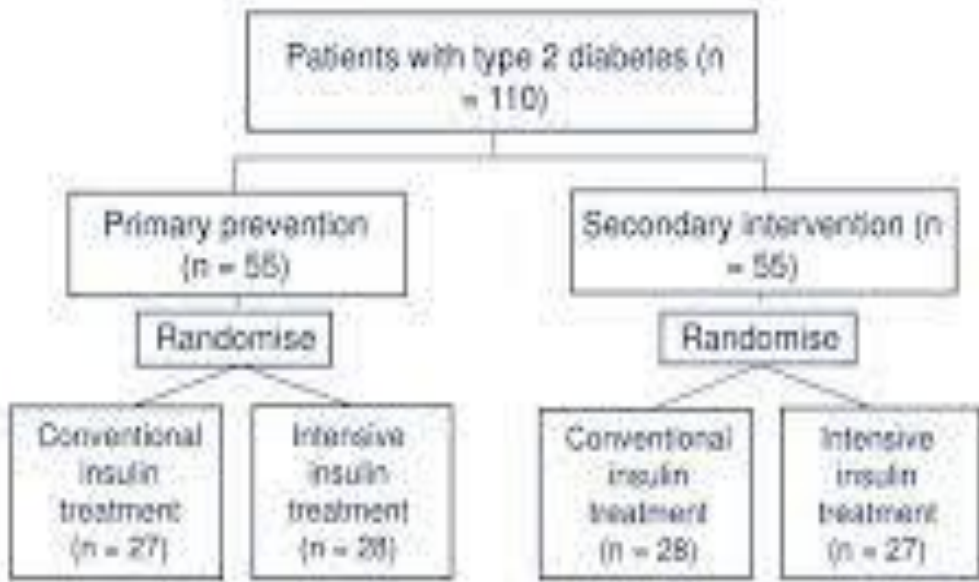 Patients with type 2 diabetes (n
= 110)
Primary prevention
(n = 55)
Secondary intervention (n
= 55)
Randomise
Randomise
Conventional
insulin
treatment
(n = 27)
Intensive
insulin
treatment
(n = 28)
Conventional
insulin
treatment
(n = 28)
Intensive
insulin
treatment
(n = 27)